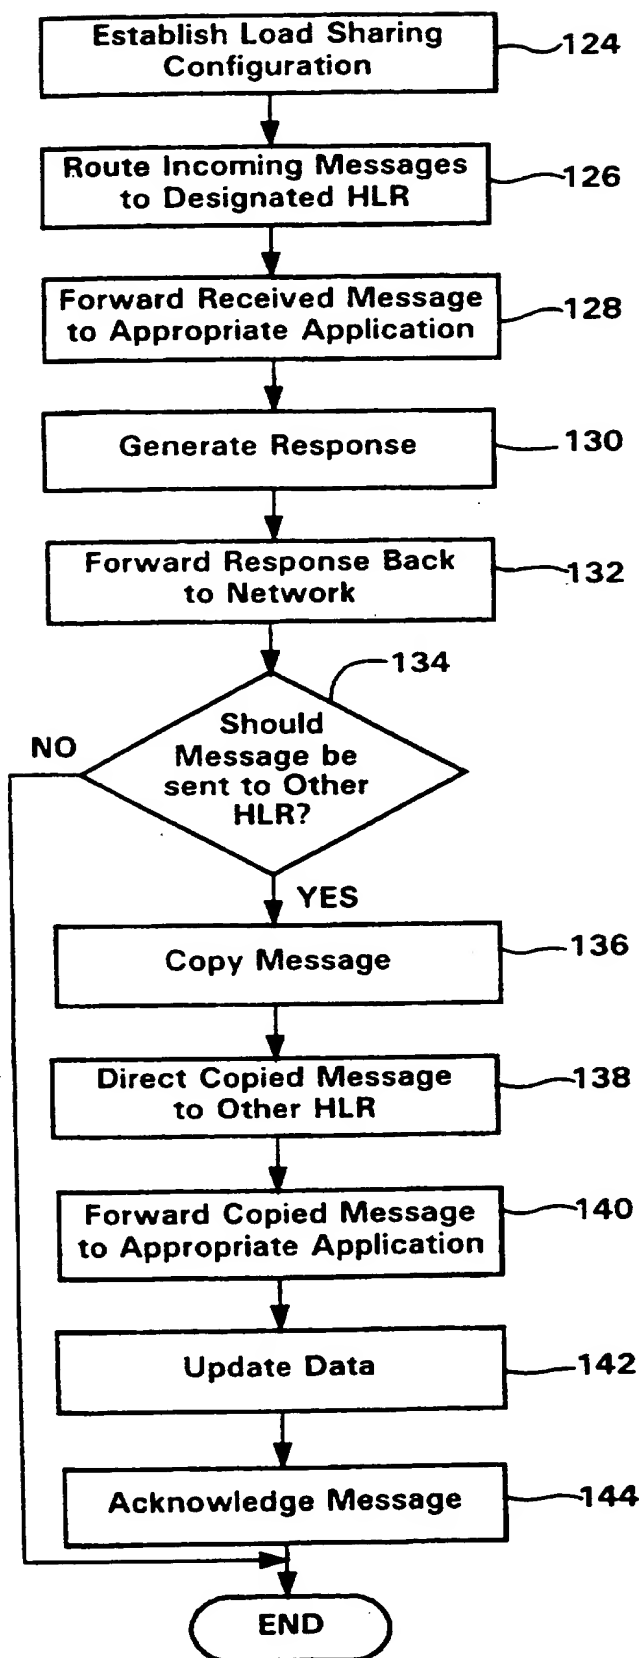 Establish Load Sharing
Configuration
124
Route Incoming Messages
to Designated HLR
126
Forward Received Message
to Appropriate Application
128
Generate Response
130
Forward Response Back
to Network
132
134
Should
Message be
sent to Other
HLR?
NO
YES
Copy Message
136
Direct Copied Message
to Other HLR
138
Forward Copied Message
to Appropriate Application
140
Update Data
142
Acknowledge Message
144
END